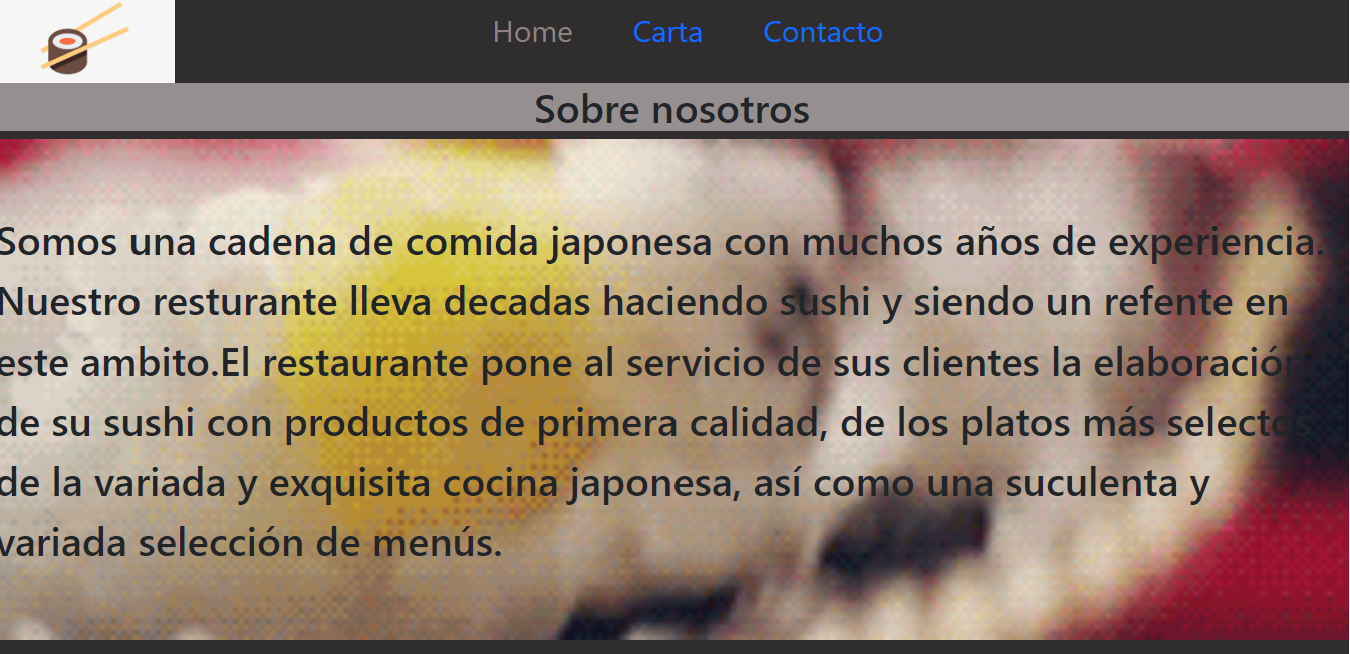 Home Carta Contacto
Sobre nosotros
Somos una cadena de comida japonesa con muchos años de experiencia.
Nuestro resturante lleva decadas haciendo sushi y siendo un refente en
este ambito.El restaurante pone al servicio de sus clientes la elaboración
de su sushi con productos de primera calidad, de los platos más selectos
de la variada y exquisita cocina japonesa, así como una suculenta y
variada selección de menús.